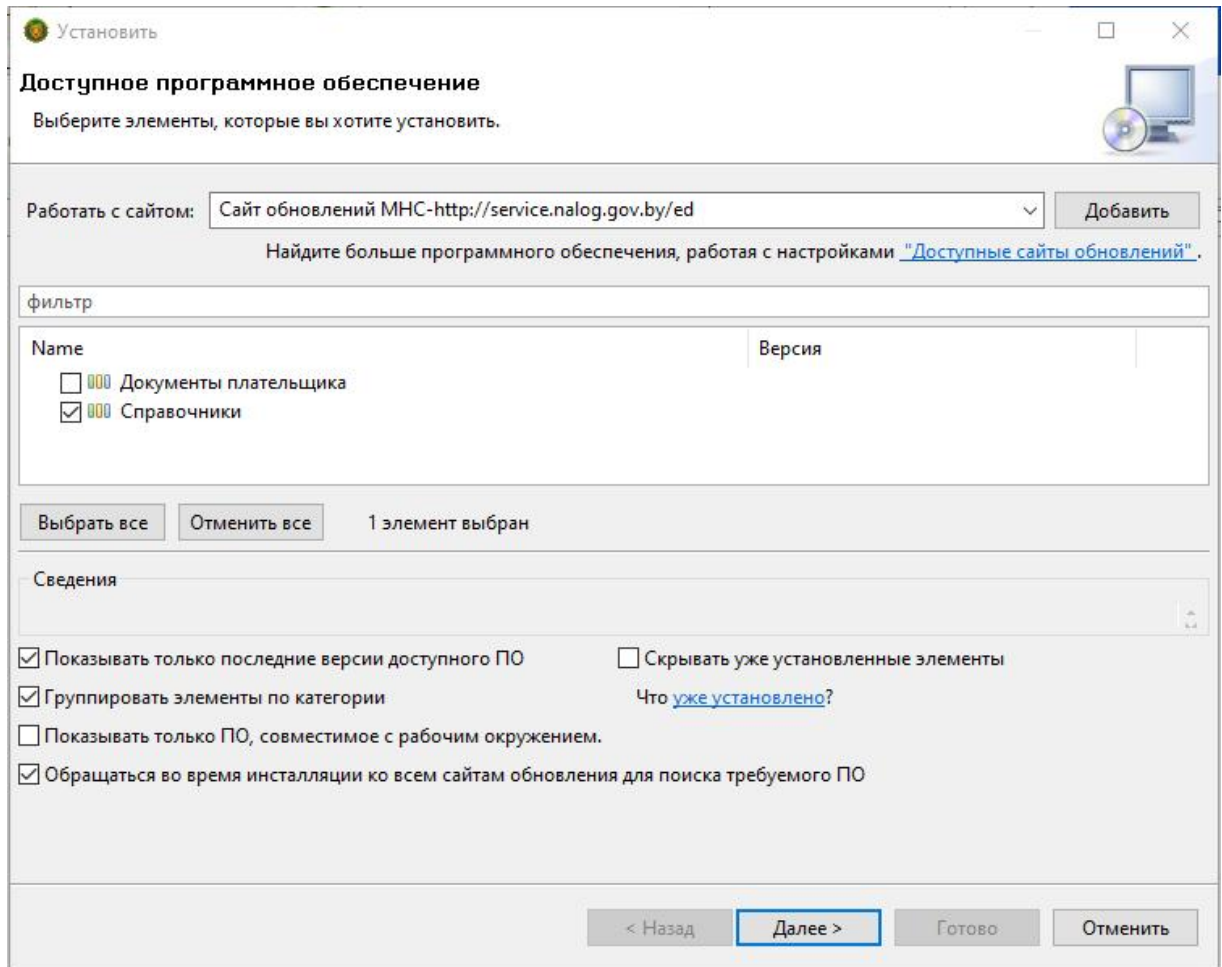 Установить
Доступное программное обеспечение
Выберите элементы, которые вы хотите установить.
Работать с сайтом: Сайт обновлений МНС-http://service.nalog.gov.by/ed Добавить
Найдите больше программного обеспечения, работая с настройками "Доступные сайты обновлений".
фильтр
Name Версия
Документы плательщика
Справочники
Выбрать все Отменить все 1 элемент выбран
Сведения
Показывать только последние версии доступного ПО Скрывать уже установленные элементы
Группировать элементы по категории Что уже установлено?
Показывать только ПО, совместимое с рабочим окружением.
Обращаться во время инсталляции ко всем сайтам обновления для поиска требуемого ПО
< Назад Далее > Готово Отменить